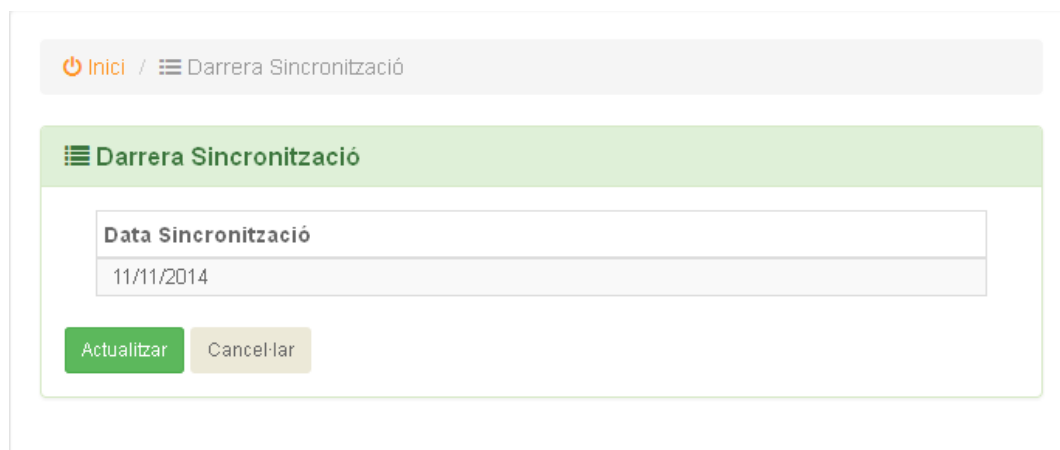 Inici / Darrera Sincronització
Darrera Sincronització
Data Sincronització
11/11/2014
Actualitzar Cancel·lar